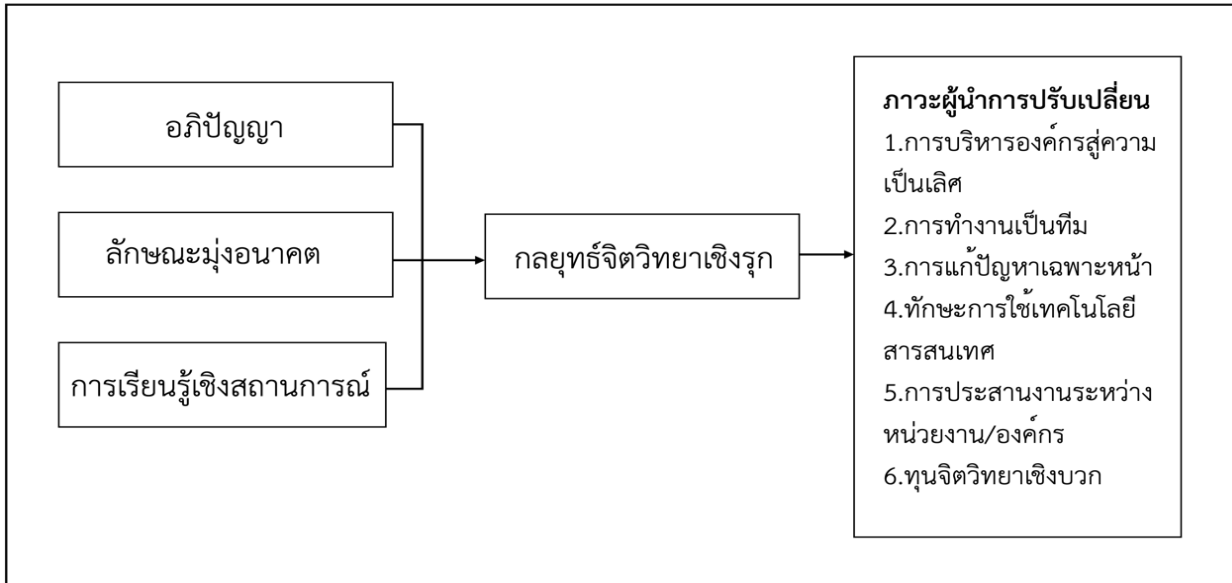 อภิปัญญา
ลักษณะมุ่งอนาคต
การเรียนรู้เชิงสถานการณ์
กลยุทธ์จิตวิทยาเชิงรุก
ภาวะผู้นำการปรับเปลี่ยน
1.การบริหารองค์กรสู่ความ
เป็นเลิศ
2.การทำงานเป็นทีม
3.การแก้ปัญหาเฉพาะหน้า
4.ทักษะการใช้เทคโนโลยี
สารสนเทศ
5.การประสานงานระหว่าง
หน่วยงาน/องค์กร
6.ทุนจิตวิทยาเชิงบวก